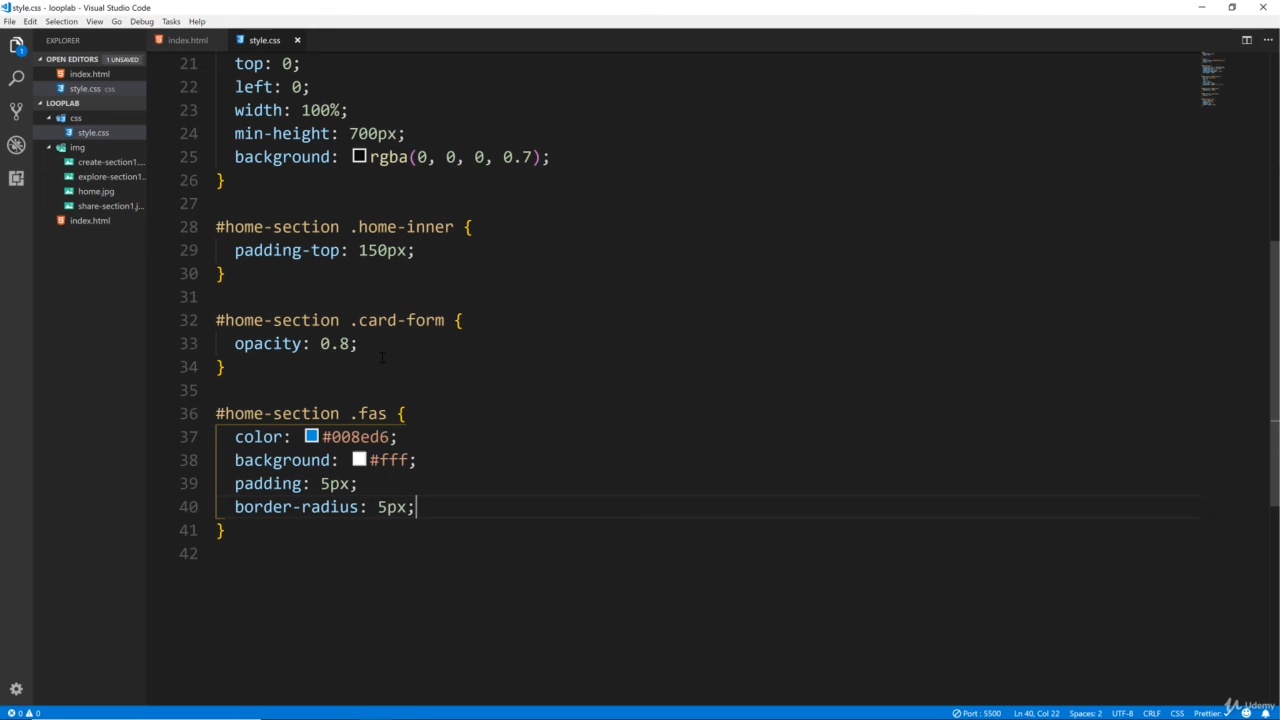 style.css - looplab - Visual Studio Code
File Edit Selection View Go Debug Tasks Help
EXPLORER
index.html
style.css
OPEN EDITORS 1 UNSAVED
index.html
style.css css
LOOPLAB
css
style.css
img
create-section1....
explore-section1...
home.jpg
share-section1.j...
index.html
1
21 top: 0;
22 left: 0;
23 width: 100%;
24 min-height: 700px;
25 background: rgba(0, 0, 0, 0.7);
26 }
27
28 #home-section .home-inner {
29 padding-top: 150px;
30 }
31
32 #home-section .card-form {
33 opacity: 0.8;
34 }
35
36 #home-section .fas {
37 color: #008ed6;
38 background: #fff;
39 padding: 5px;
40 border-radius: 5px;
41 }
42
0 0 Port : 5500 Ln 40, Col 22 Spaces: 2 UTF-8 CRLF CSS Prettier:
Udemy